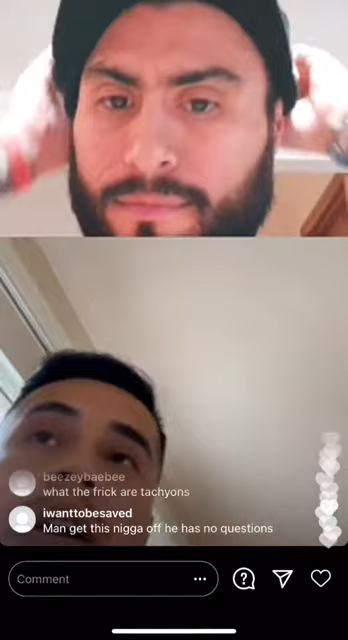 beezeybaebee
what the frick are tachyons
iwanttobesaved
Man get this nigga off he has no questions
Comment